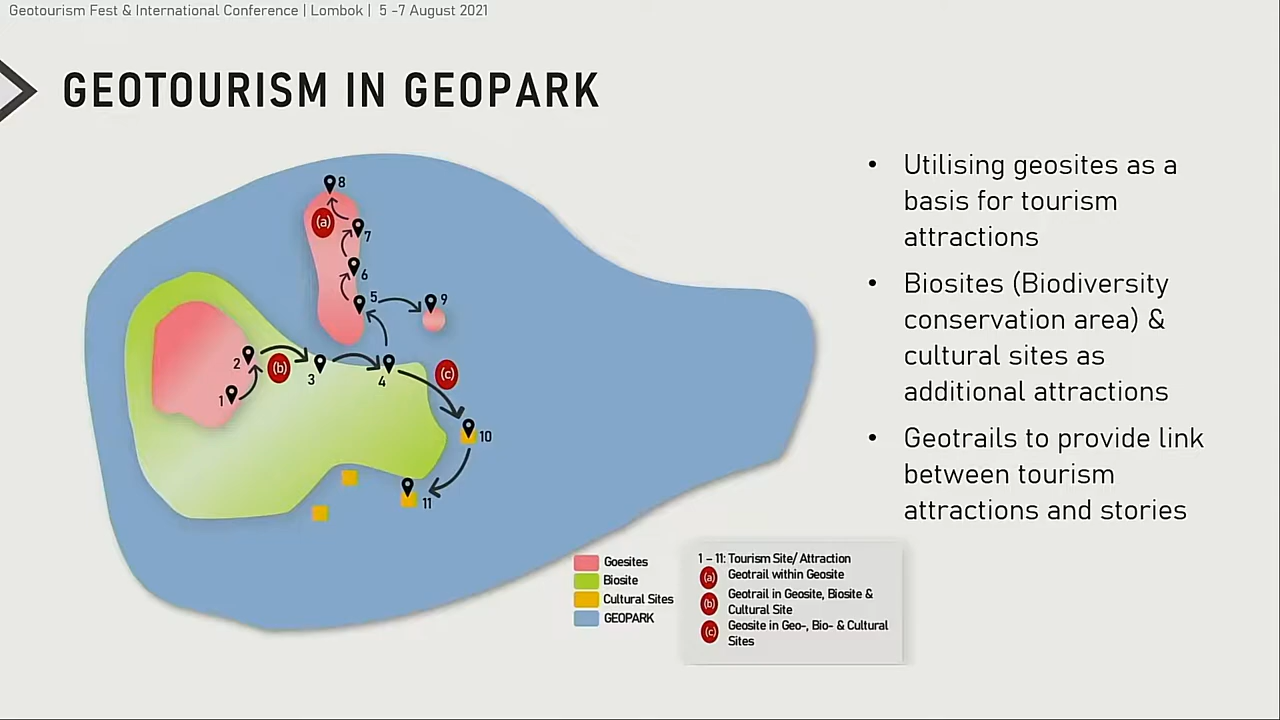 Geotourism Fest & International Conference | Lombok | 5 -7 August 2021
GEOTOURISM IN GEOPARK
8
(a)
7
6
5
9
2
(b)
3
4
(c)
1
10
11
• Utilising geosites as a
basis for tourism
attractions
• Biosites (Biodiversity
conservation area) &
cultural sites as
additional attractions
• Geotrails to provide link
between tourism
attractions and stories
Goesites
Biosite
Cultural Sites
GEOPARK
1 – 11: Tourism Site/ Attraction
(a) Geotrail within Geosite
(b) Geotrail in Geosite, Biosite &
Cultural Site
(c) Geosite in Geo-, Bio- & Cultural
Sites